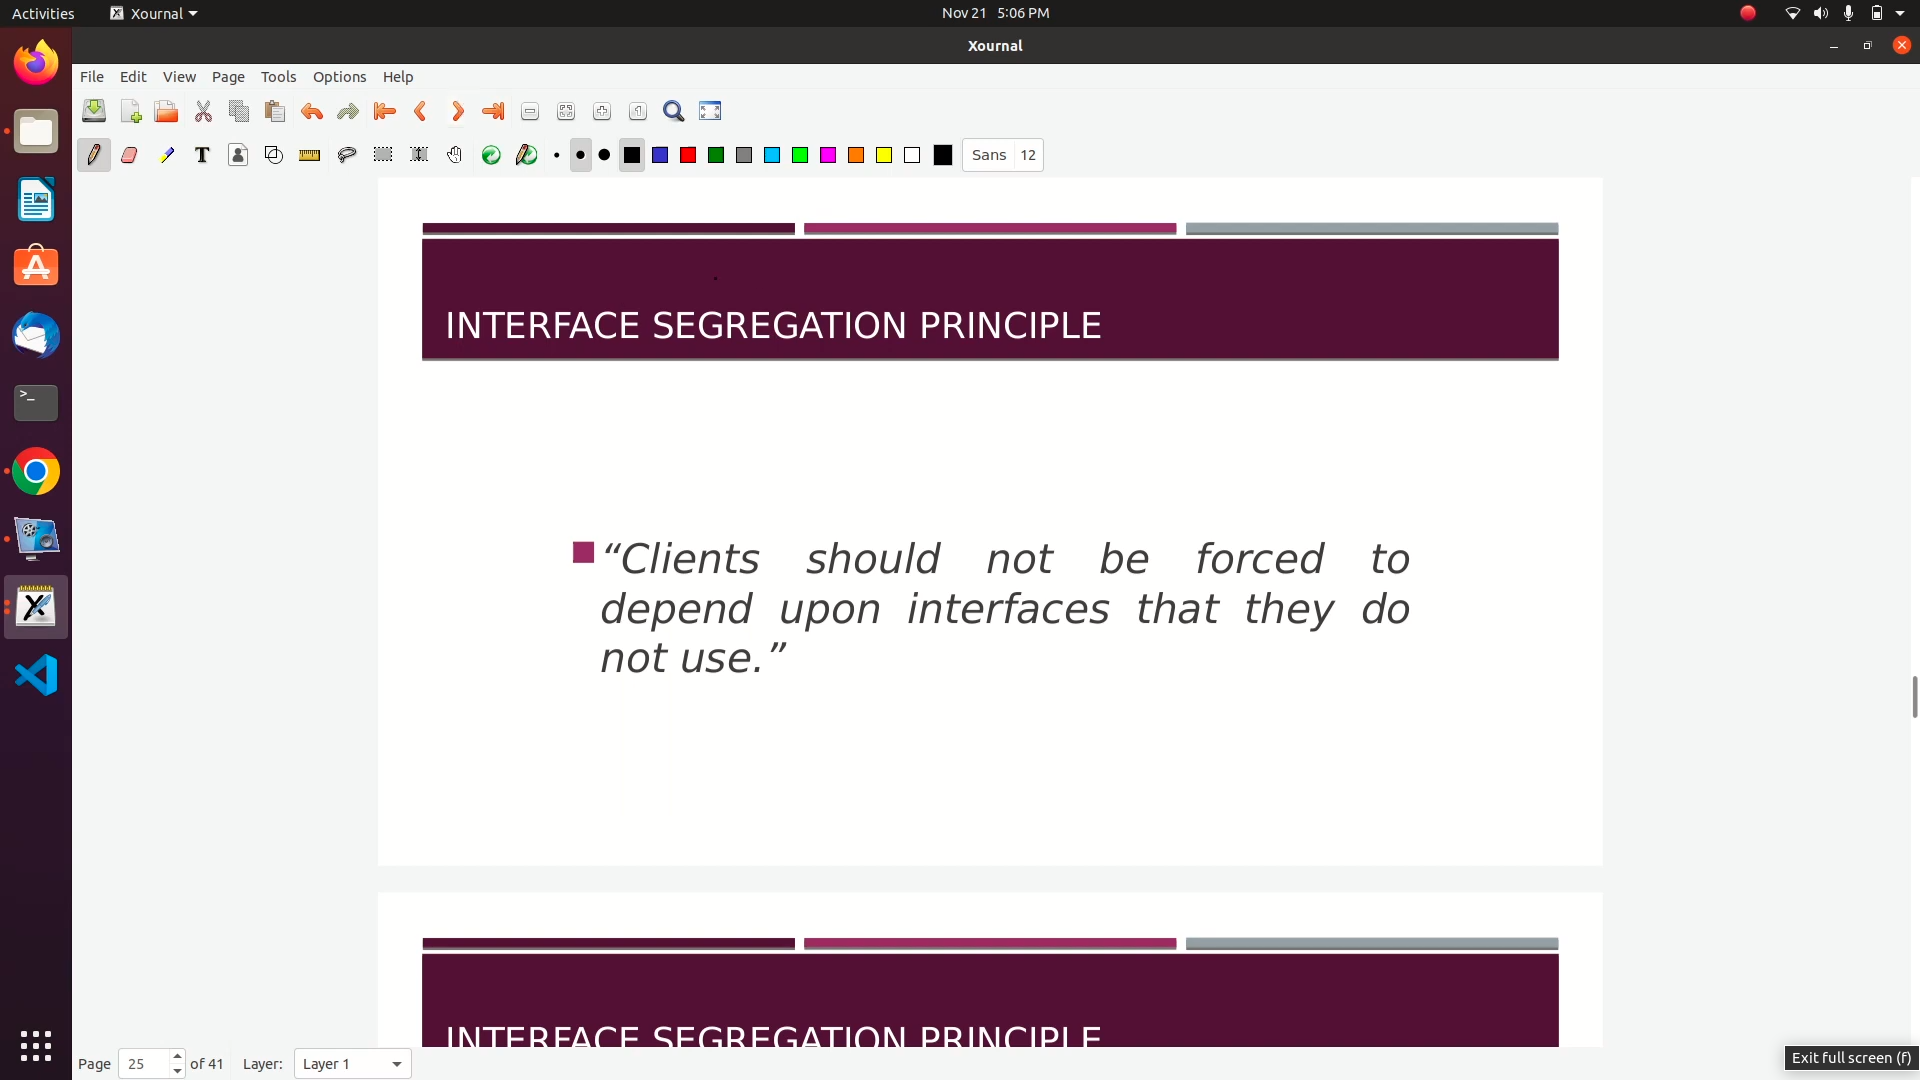 Activities Xournal Nov 21 5:06 PM
Xournal
File Edit View Page Tools Options Help
T Sans 12
INTERFACE SEGREGATION PRINCIPLE
“Clients should not be forced to
depend upon interfaces that they do
not use.”
INTERFACE SEGREGATION PRINCIPLE
Page 25 of 41 Layer: Layer 1
Exit full screen (f)